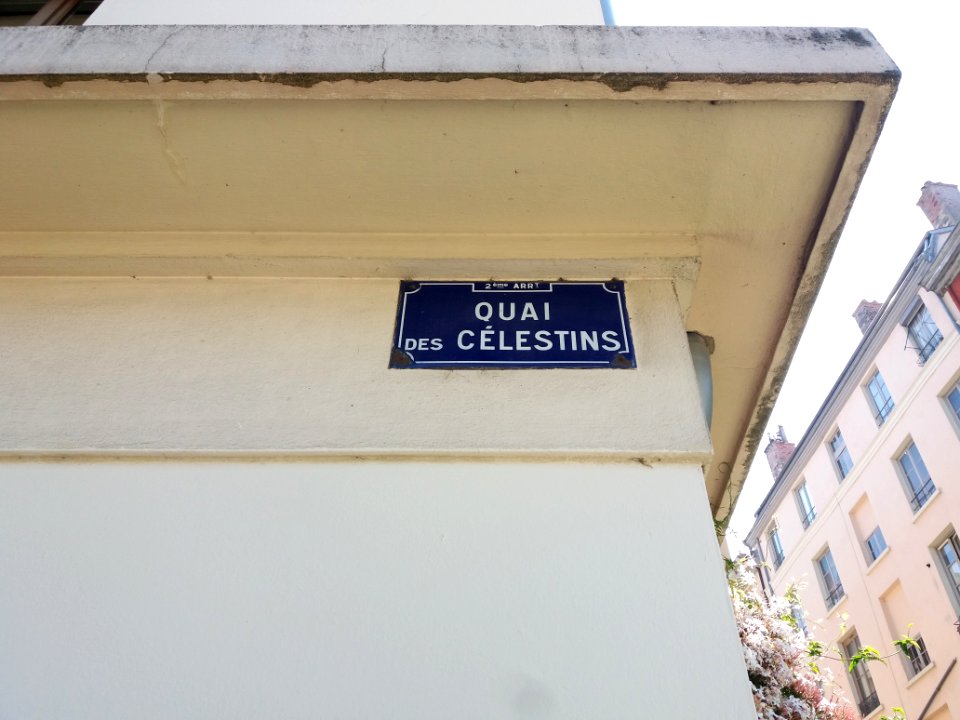 2ème ARRT
QUAI
DES CÉLESTINS